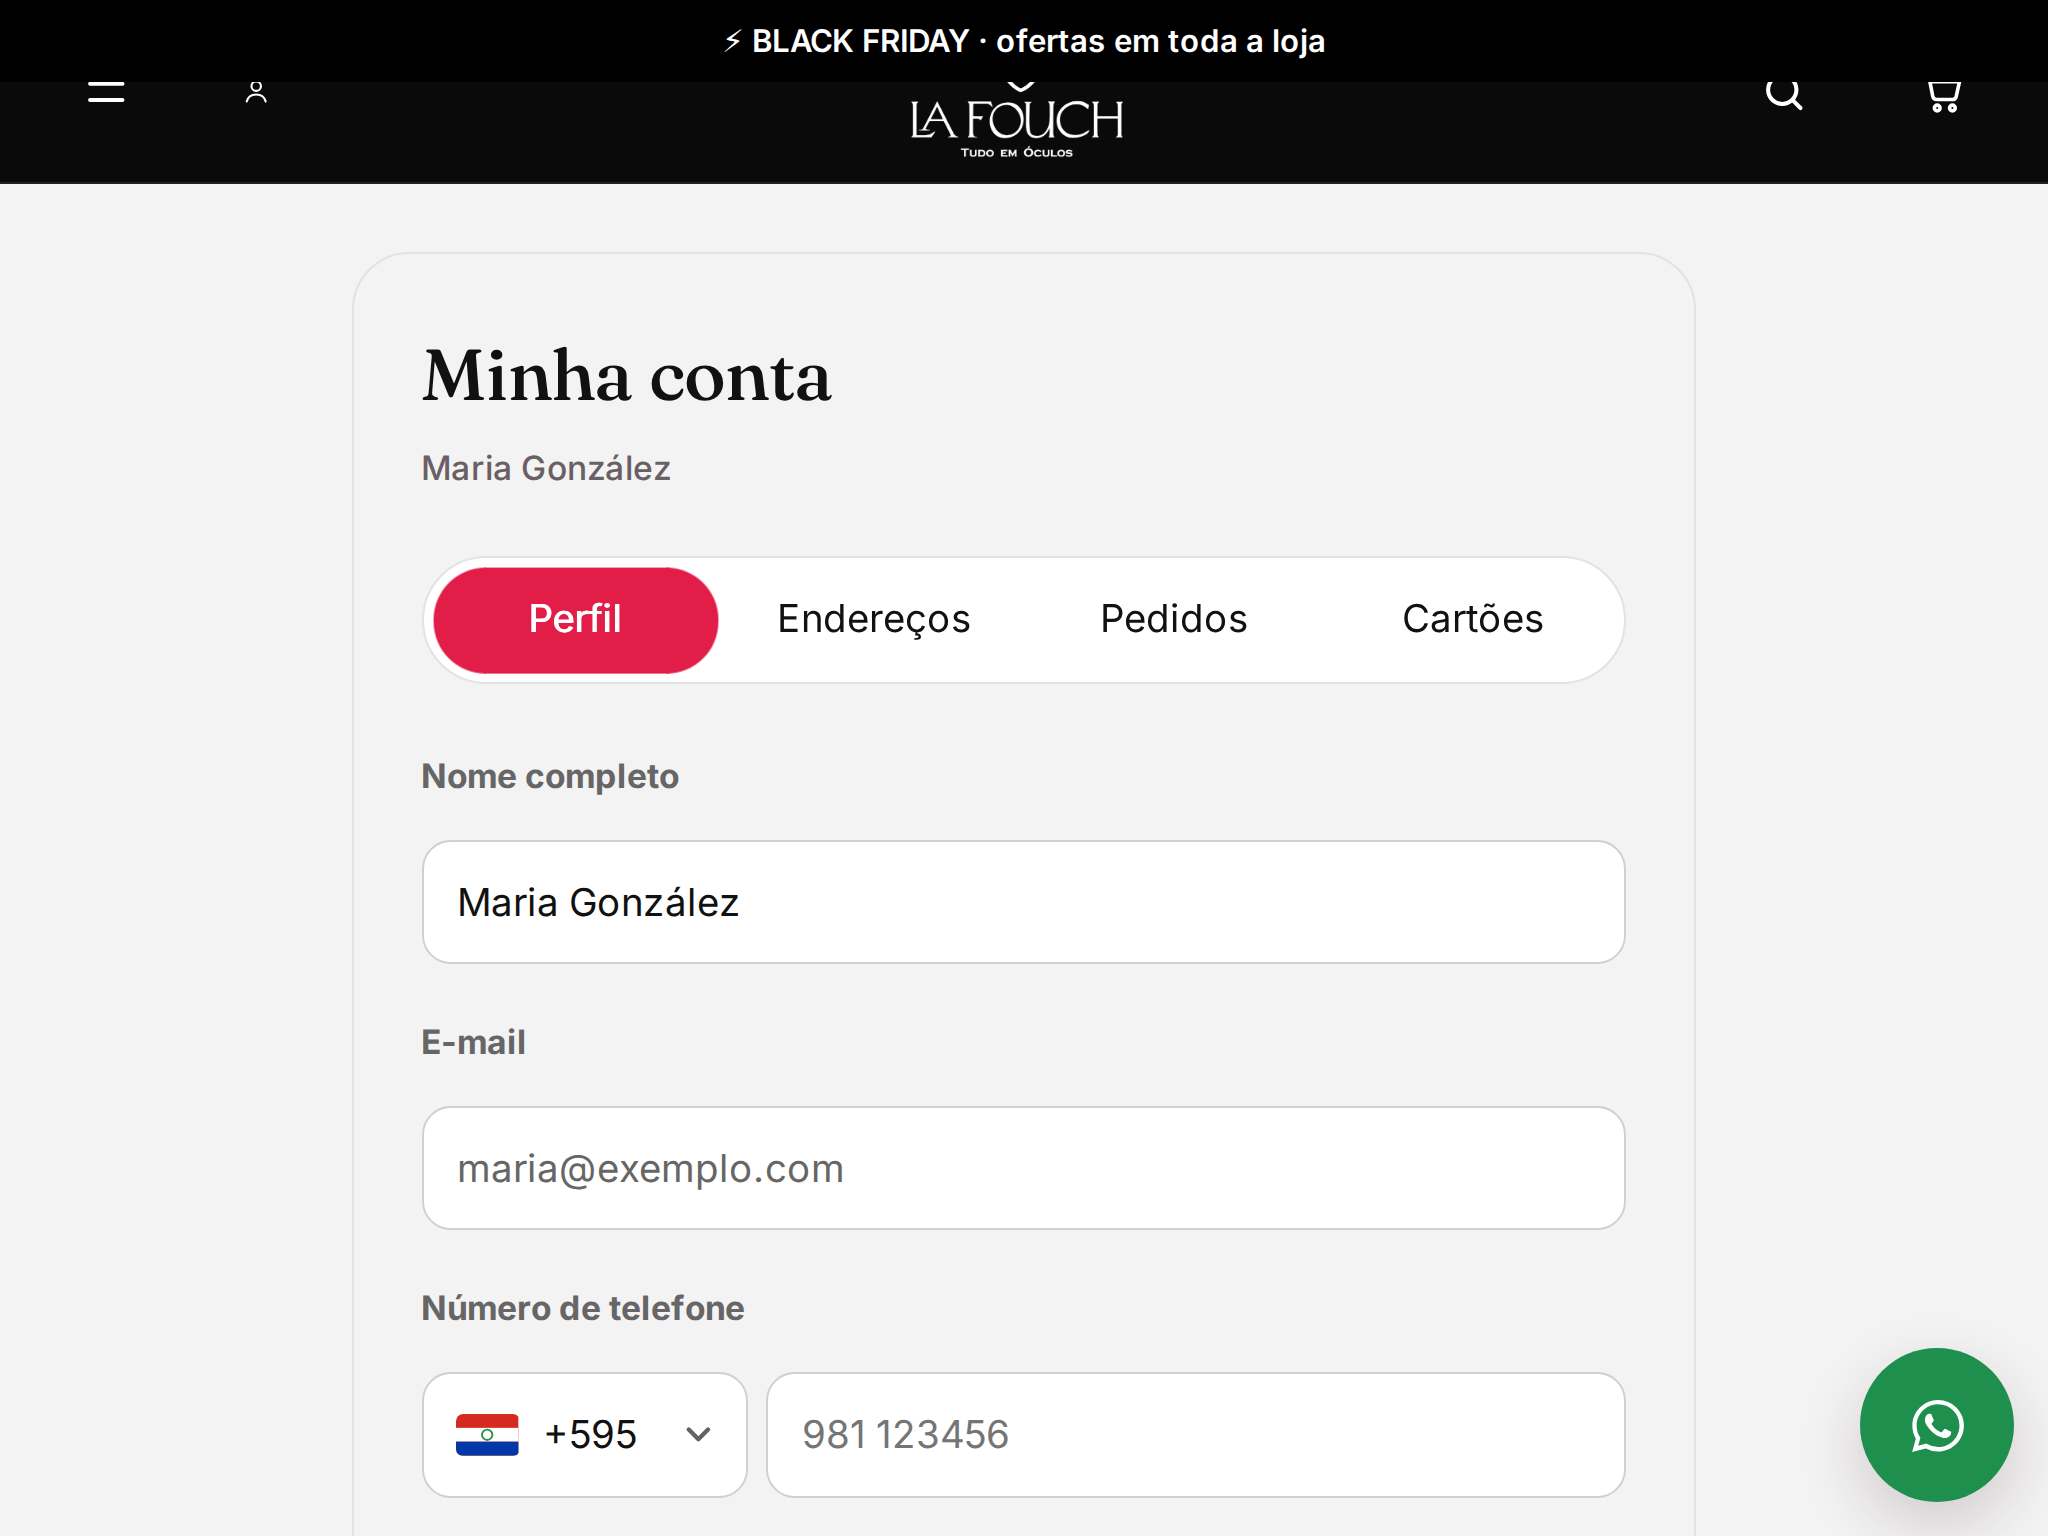 ⚡ BLACK FRIDAY · ofertas em toda a loja
LA FOUCH
TUDO EM ÓCULOS
Minha conta
Maria González
Perfil Endereços Pedidos Cartões
Nome completo
Maria González
E-mail
maria@exemplo.com
Número de telefone
+595 981 123456